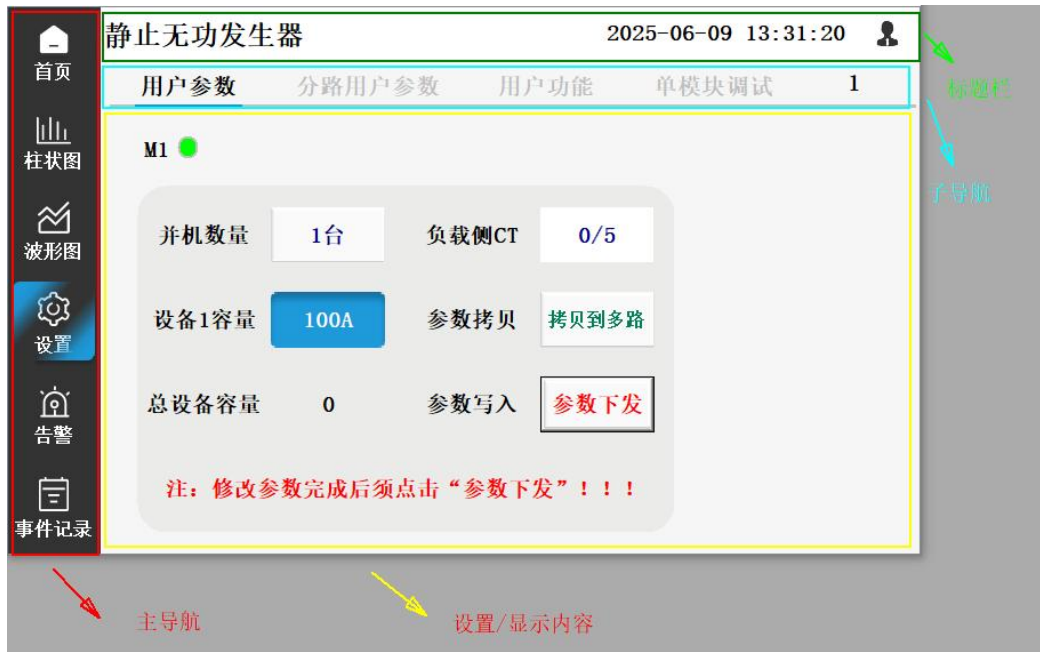 静止无功发生器 2025-06-09 13:31:20
首页
用户参数 分路用户参数 用户功能 单模块调试 1
标题栏
柱状图
M1
子导航
波形图
并机数量 1台 负载侧CT 0/5
设置
设备1容量 100A 参数拷贝 拷贝到多路
告警
总设备容量 0 参数写入 参数下发
事件记录
注：修改参数完成后须点击“参数下发”！！！
主导航
设置/显示内容